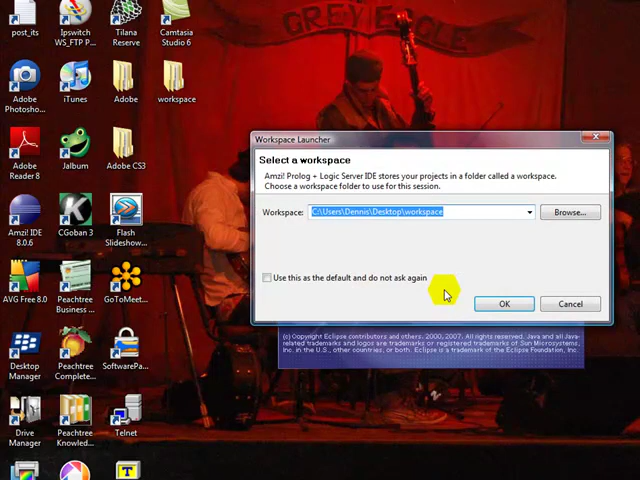 GREY EAGLE
post_its
Ipswitch WS_FTP P...
Tilana Reserve
Camtasia Studio 6
Adobe Photosho...
iTunes
Adobe
workspace
Adobe Reader 8
Jalbum
Adobe CS3
Amzi! IDE 8.0.6
CGoban 3
Flash Slideshow...
AVG Free 8.0
Peachtree Business ...
GoToMeet...
Desktop Manager
Peachtree Complete...
SoftwarePa...
Drive Manager
Peachtree Knowled...
Telnet
Workspace Launcher
Select a workspace
Amzi! Prolog + Logic Server IDE stores your projects in a folder called a workspace.
Choose a workspace folder to use for this session.
Workspace:
C:\Users\Dennis\Desktop\workspace
Browse...
Use this as the default and do not ask again
OK
Cancel
(c) Copyright Eclipse contributors and others. 2000, 2007. All rights reserved. Java and all Java-
related trademarks and logos are trademarks or registered trademarks of Sun Microsystems,
Inc. in the U.S., other countries, or both. Eclipse is a trademark of the Eclipse Foundation, Inc.